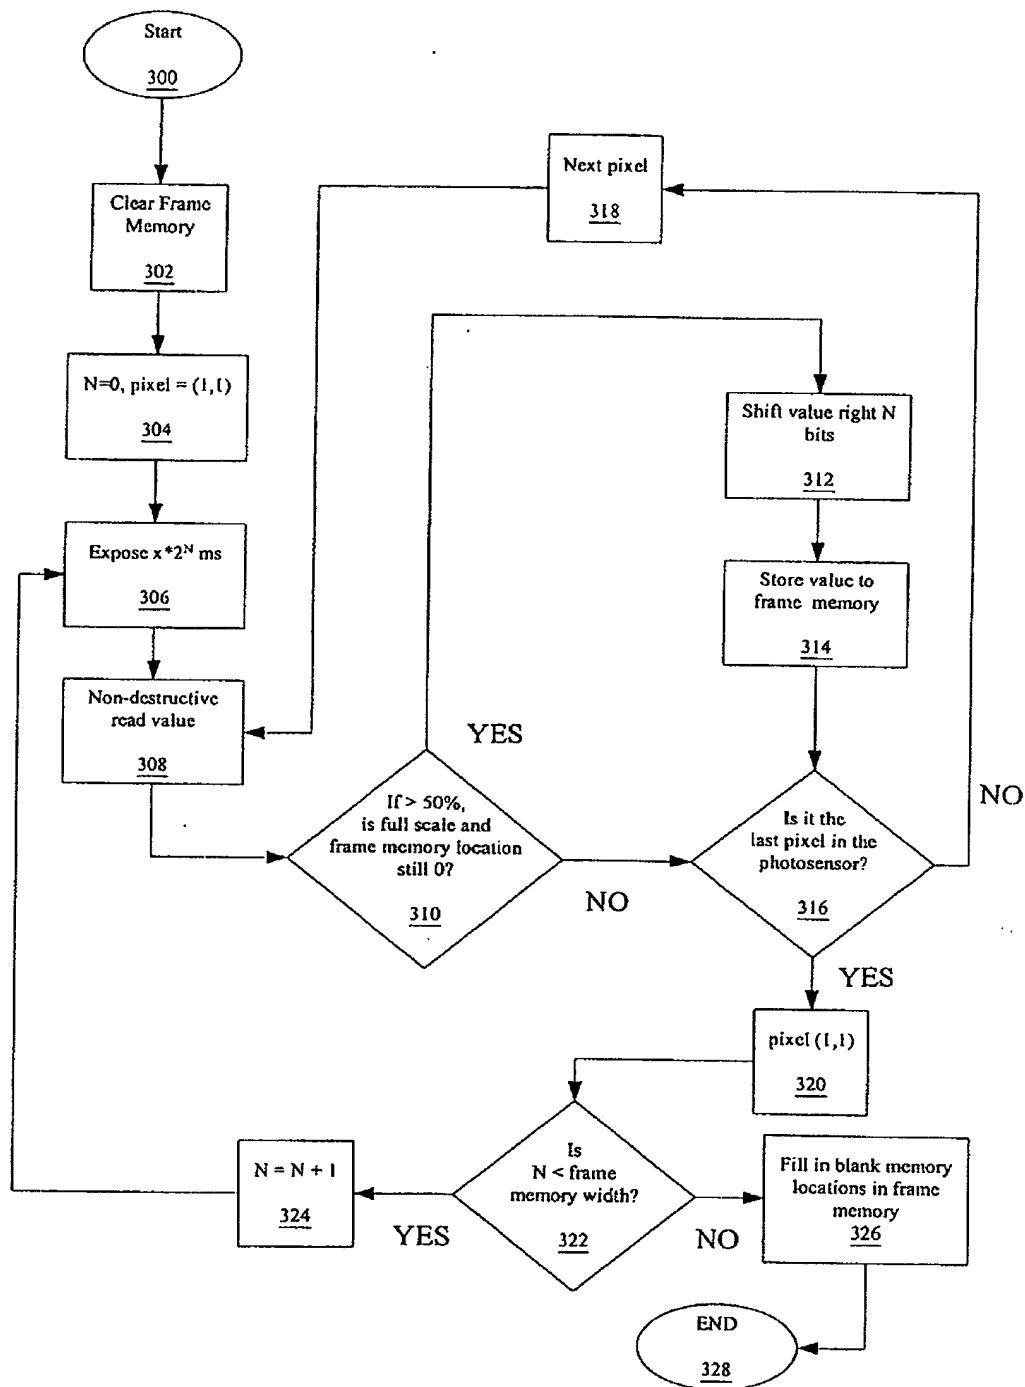 Start
300
Clear Frame
Memory
302
N=0, pixel = (1,1)
304
Expose x*2^N ms
306
Non-destructive
read value
308
Next pixel
318
Shift value right N
bits
312
Store value to
frame memory
314
YES
If > 50%,
is full scale and
frame memory location
still 0?
310
NO
Is it the
last pixel in the
photosensor?
316
NO
YES
pixel (1,1)
320
Is
N < frame
memory width?
322
YES
NO
N = N + 1
324
Fill in blank memory
locations in frame
memory
326
END
328